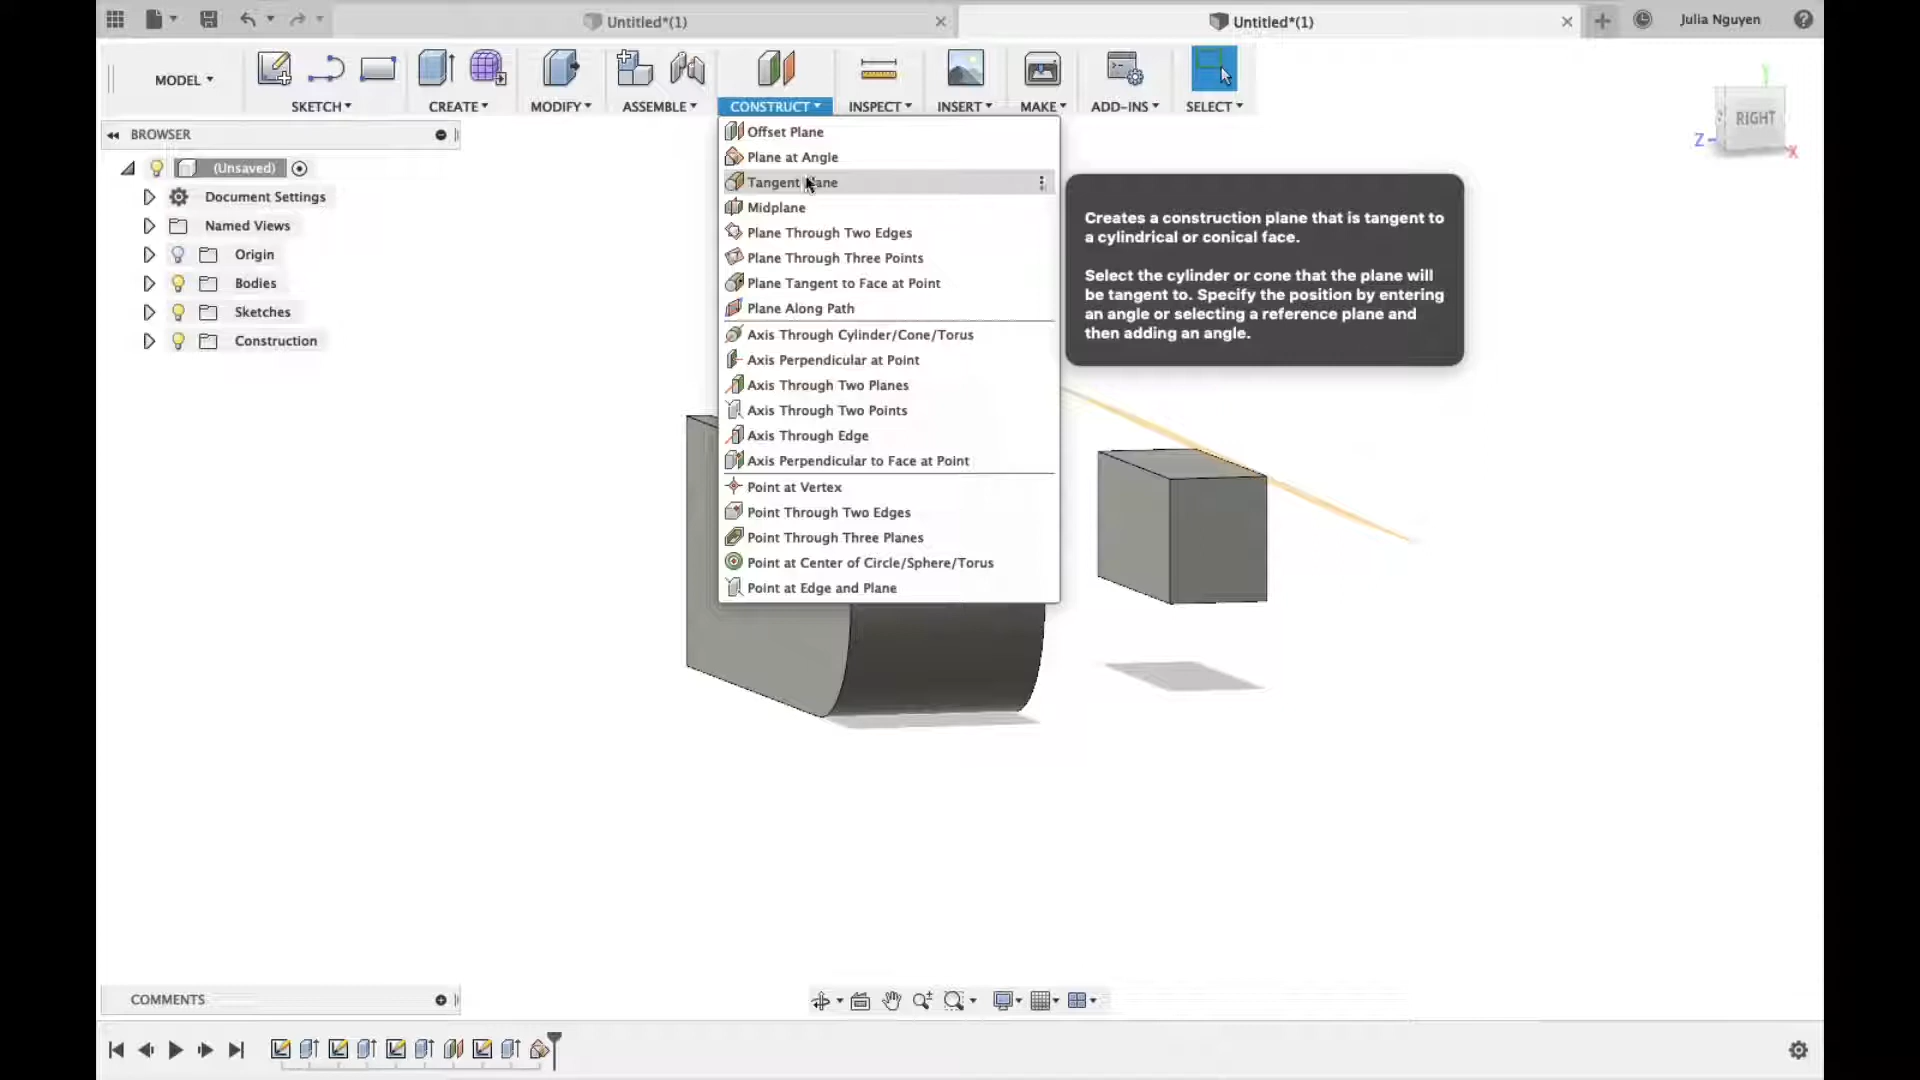 Untitled*(1)
Untitled*(1)
Julia Nguyen
MODEL
SKETCH
CREATE
MODIFY
ASSEMBLE
CONSTRUCT
INSPECT
INSERT
MAKE
ADD-INS
SELECT
BROWSER
(Unsaved)
Document Settings
Named Views
Origin
Bodies
Sketches
Construction
Offset Plane
Plane at Angle
Tangent Plane
Midplane
Plane Through Two Edges
Plane Through Three Points
Plane Tangent to Face at Point
Plane Along Path
Axis Through Cylinder/Cone/Torus
Axis Perpendicular at Point
Axis Through Two Planes
Axis Through Two Points
Axis Through Edge
Axis Perpendicular to Face at Point
Point at Vertex
Point Through Two Edges
Point Through Three Planes
Point at Center of Circle/Sphere/Torus
Point at Edge and Plane
Creates a construction plane that is tangent to
a cylindrical or conical face.
Select the cylinder or cone that the plane will
be tangent to. Specify the position by entering
an angle or selecting a reference plane and
then adding an angle.
Y
RIGHT
Z
X
COMMENTS